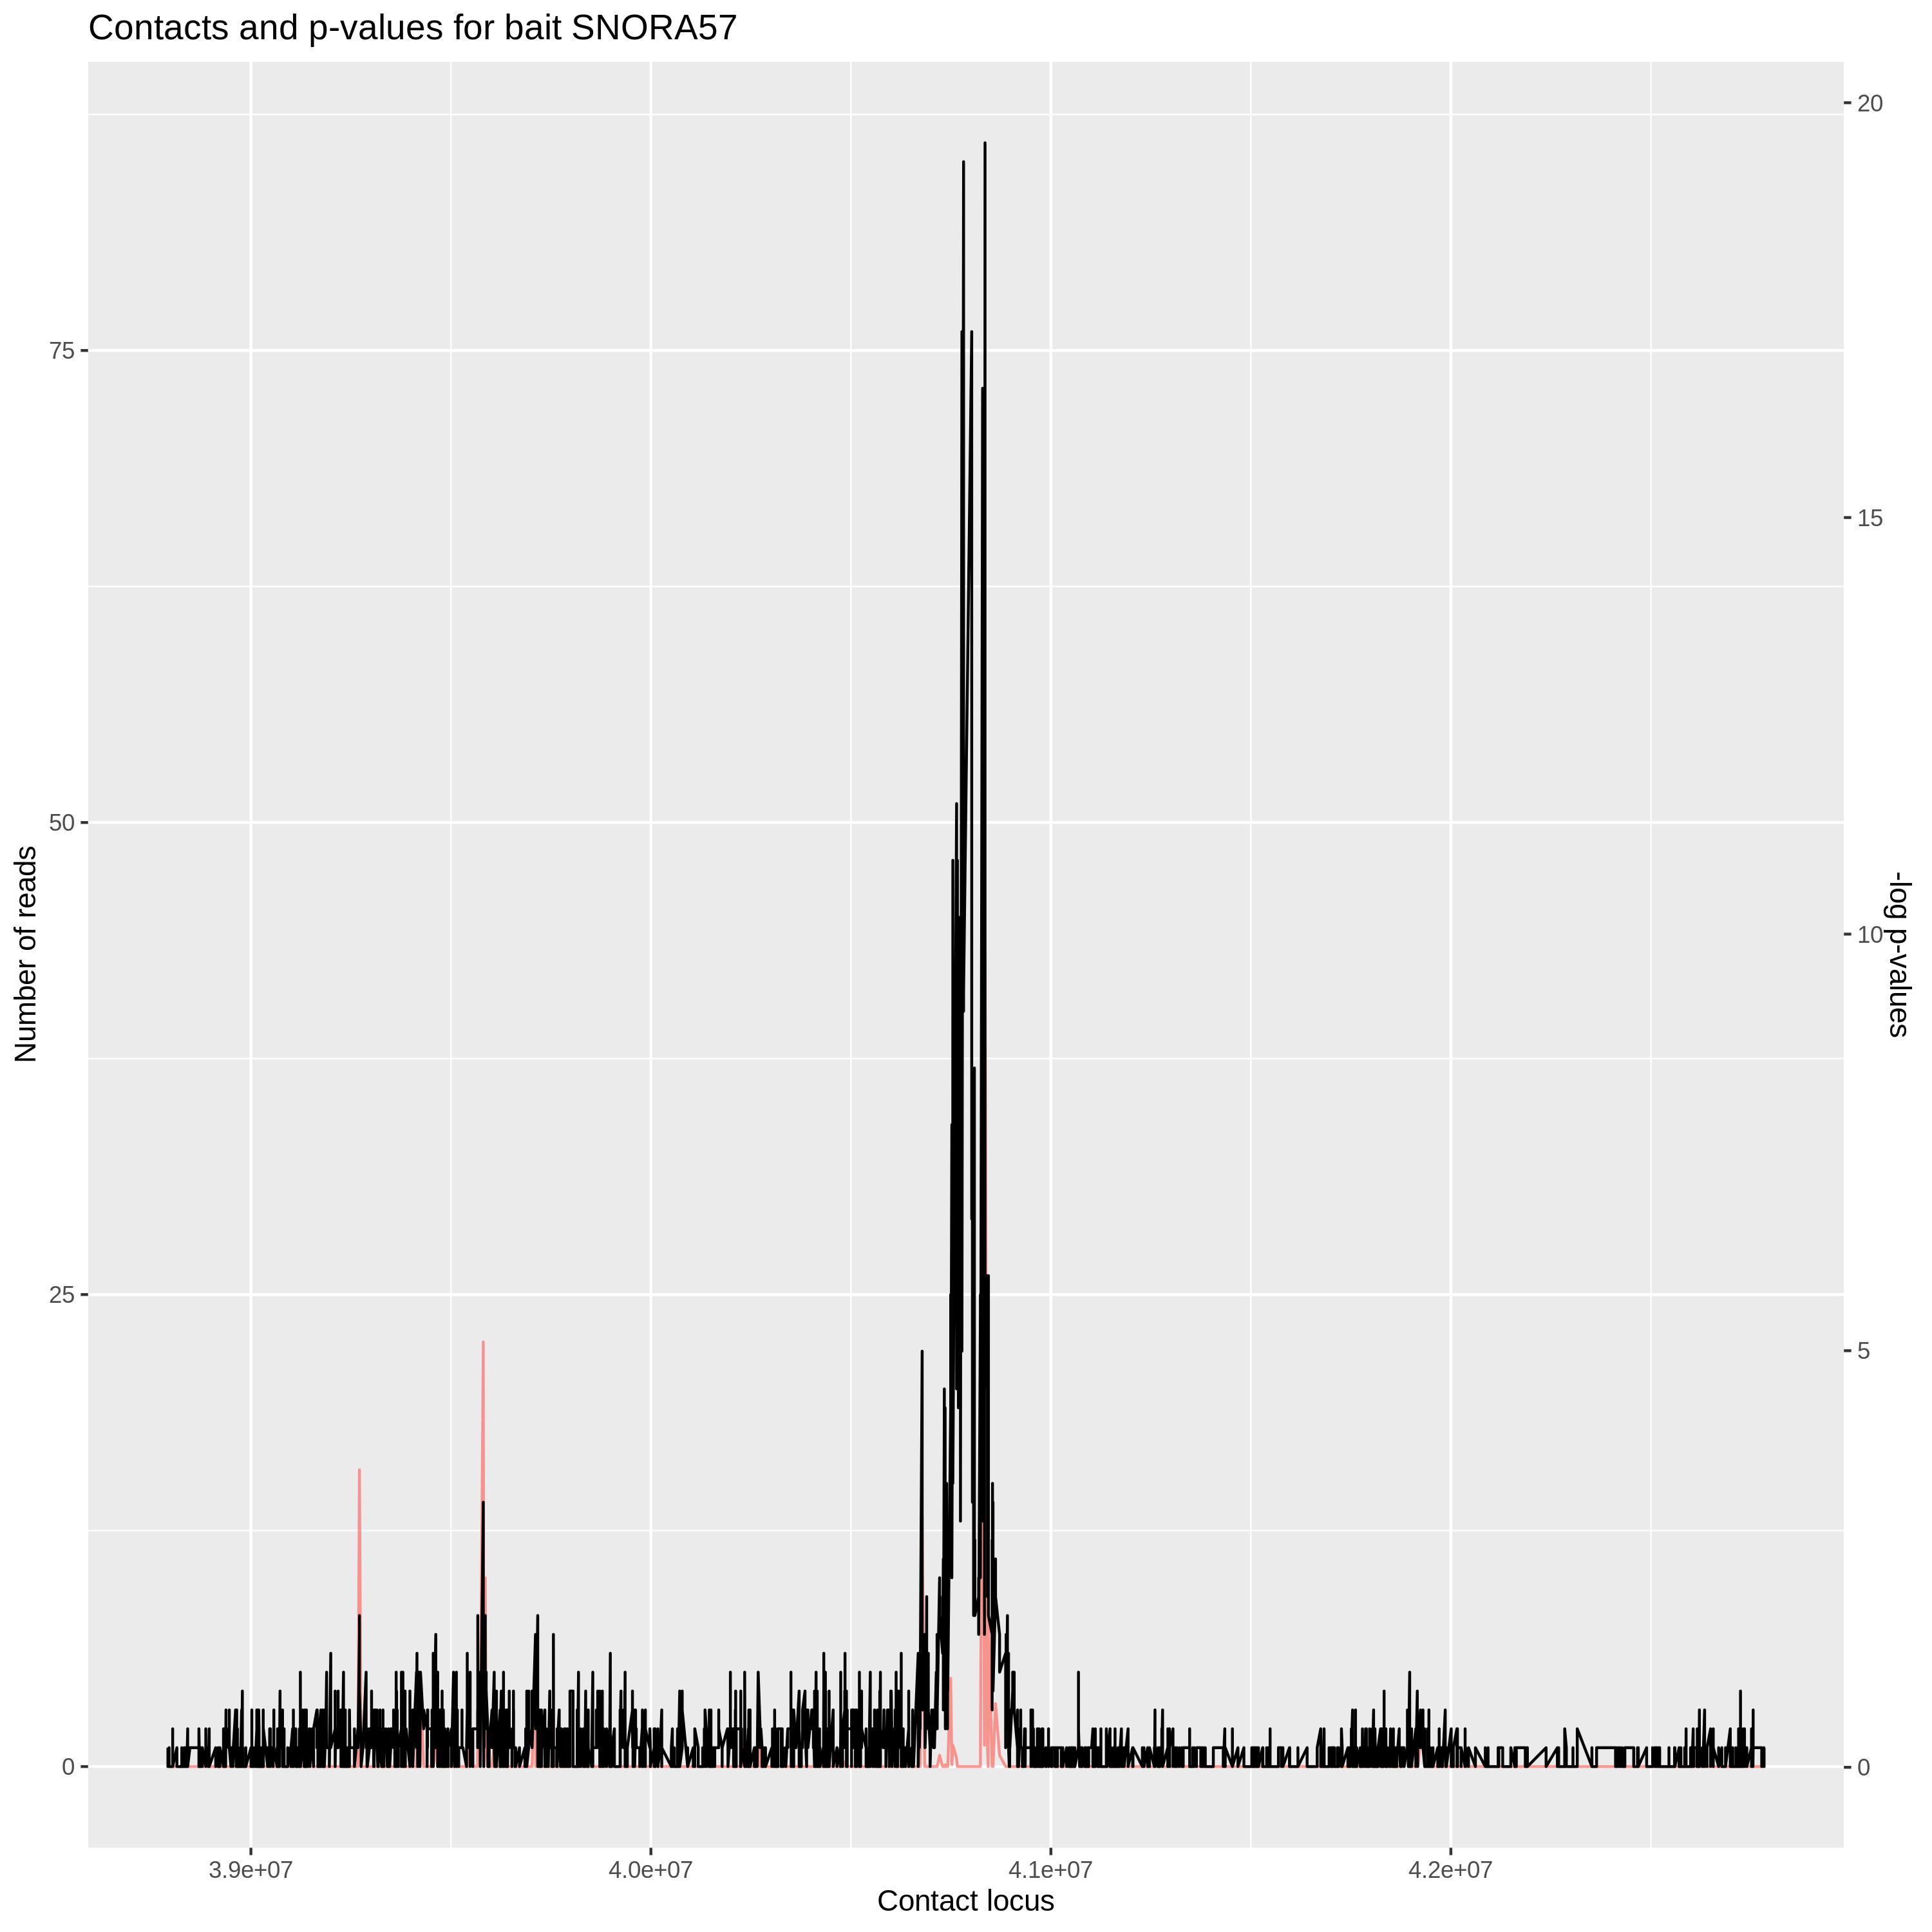 Contacts and p-values for bait SNORA57
20
15
10
5
0
-log p-values
75
50
25
0
Number of reads
3.9e+07
4.0e+07
4.1e+07
4.2e+07
Contact locus